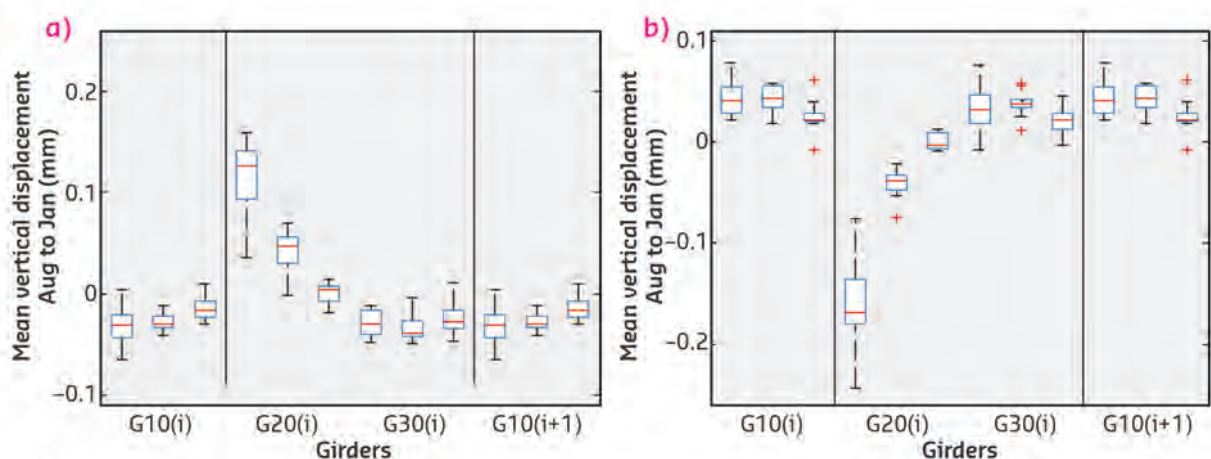 a)
Mean vertical displacement
Aug to Jan (mm)
0.2
0.1
0
−0.1
G10(i)
G20(i)
G30(i)
G10(i+1)
Girders
b)
Mean vertical displacement
Aug to Jan (mm)
0.1
0
−0.1
−0.2
G10(i)
G20(i)
G30(i)
G10(i+1)
Girders